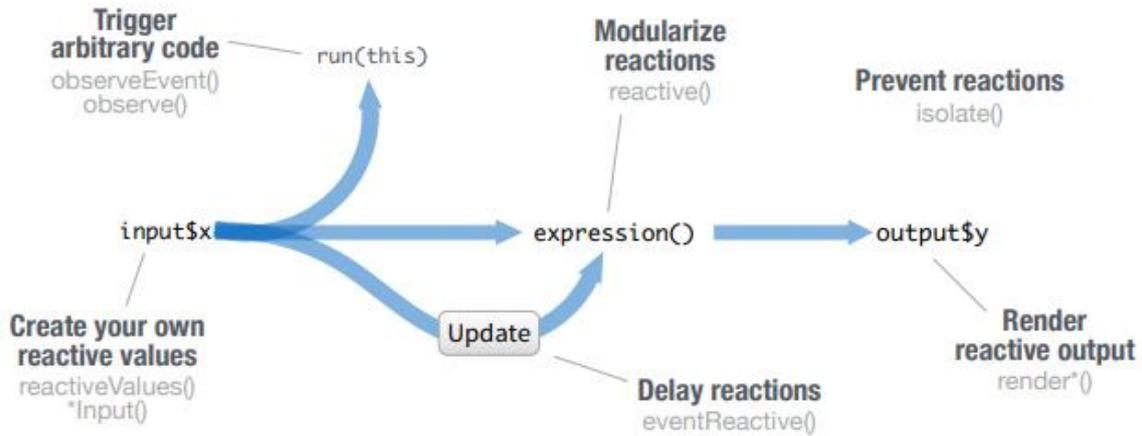 Trigger
arbitrary code
observeEvent()
observe()
run(this)
Modularize
reactions
reactive()
Prevent reactions
isolate()
input$x
expression()
output$y
Update
Create your own
reactive values
reactiveValues()
*Input()
Delay reactions
eventReactive()
Render
reactive output
render*()